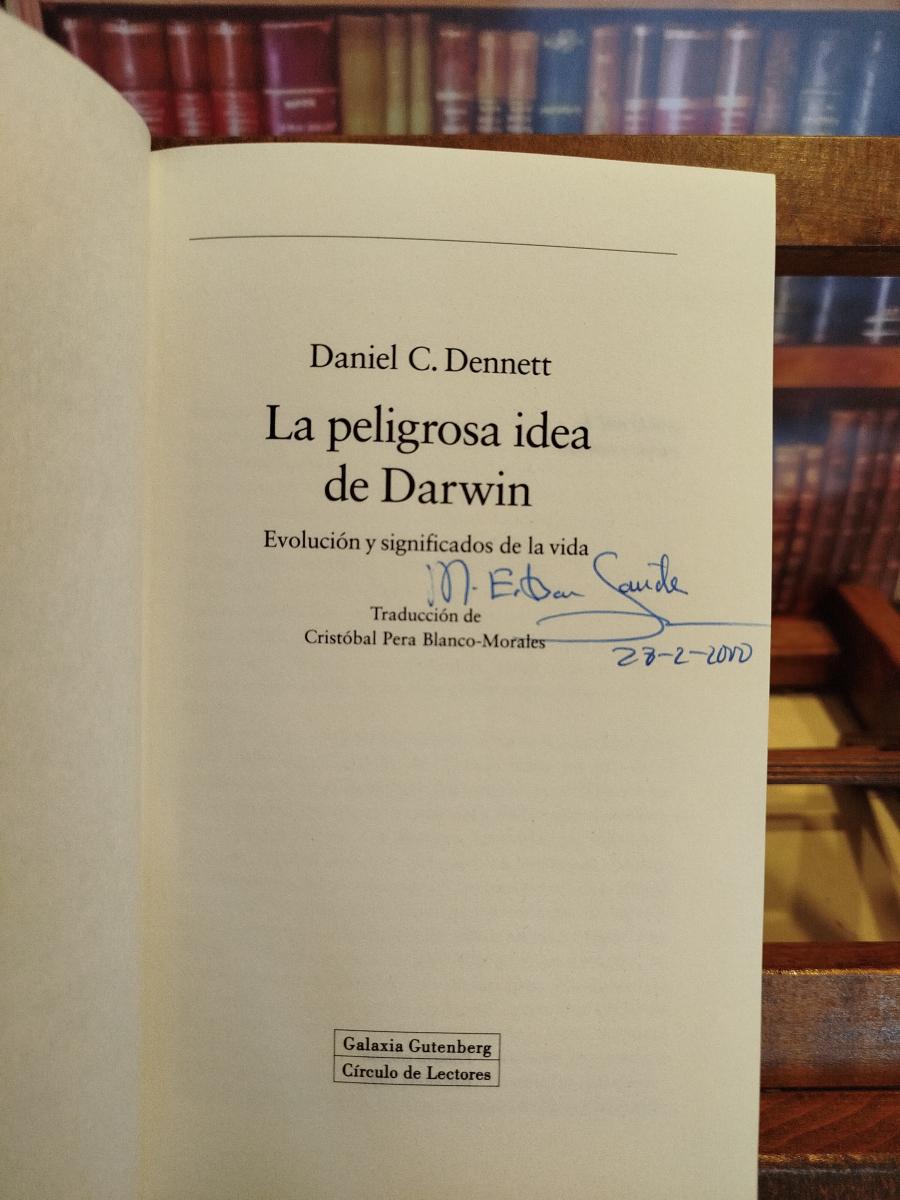 Daniel C. Dennett
La peligrosa idea
de Darwin
Evolución y significados de la vida
M.
Traducción de
Cristóbal Pera Blanco-Morales
28-2-2000
Galaxia Gutenberg
Círculo de Lectores